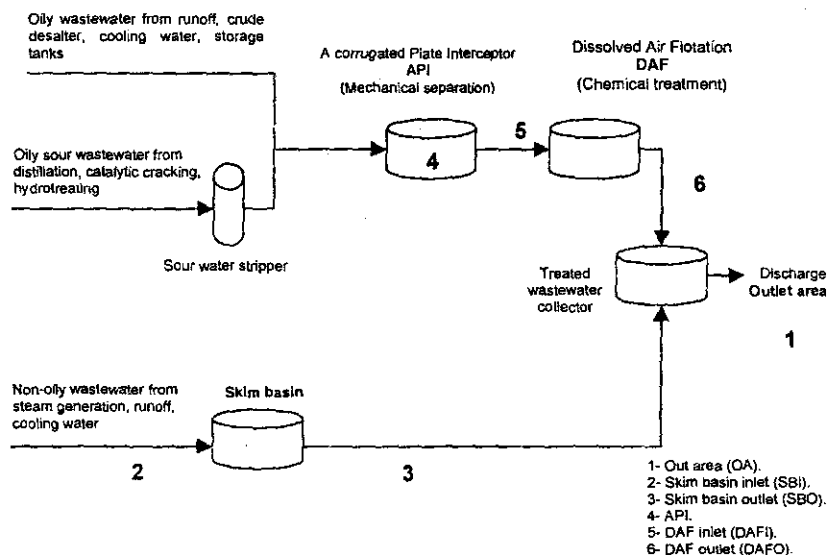 Oily wastewater from runoff, crude
desalter, cooling water, storage
tanks
A corrugated Plate Interceptor
API
(Mechanical separation)
Dissolved Air Flotation
DAF
(Chemical treatment)
5
4
Oily sour wastewater from
distillation, catalytic cracking,
hydrotreating
6
Sour water stripper
Treated
wastewater
collector
Discharge
Outlet area
1
Non-oily wastewater from
steam generation, runoff,
cooling water
Skim basin
2
3
1- Out area (OA).
2- Skim basin inlet (SBI).
3- Skim basin outlet (SBO).
4- API.
5- DAF inlet (DAFI).
6- DAF outlet (DAFO).